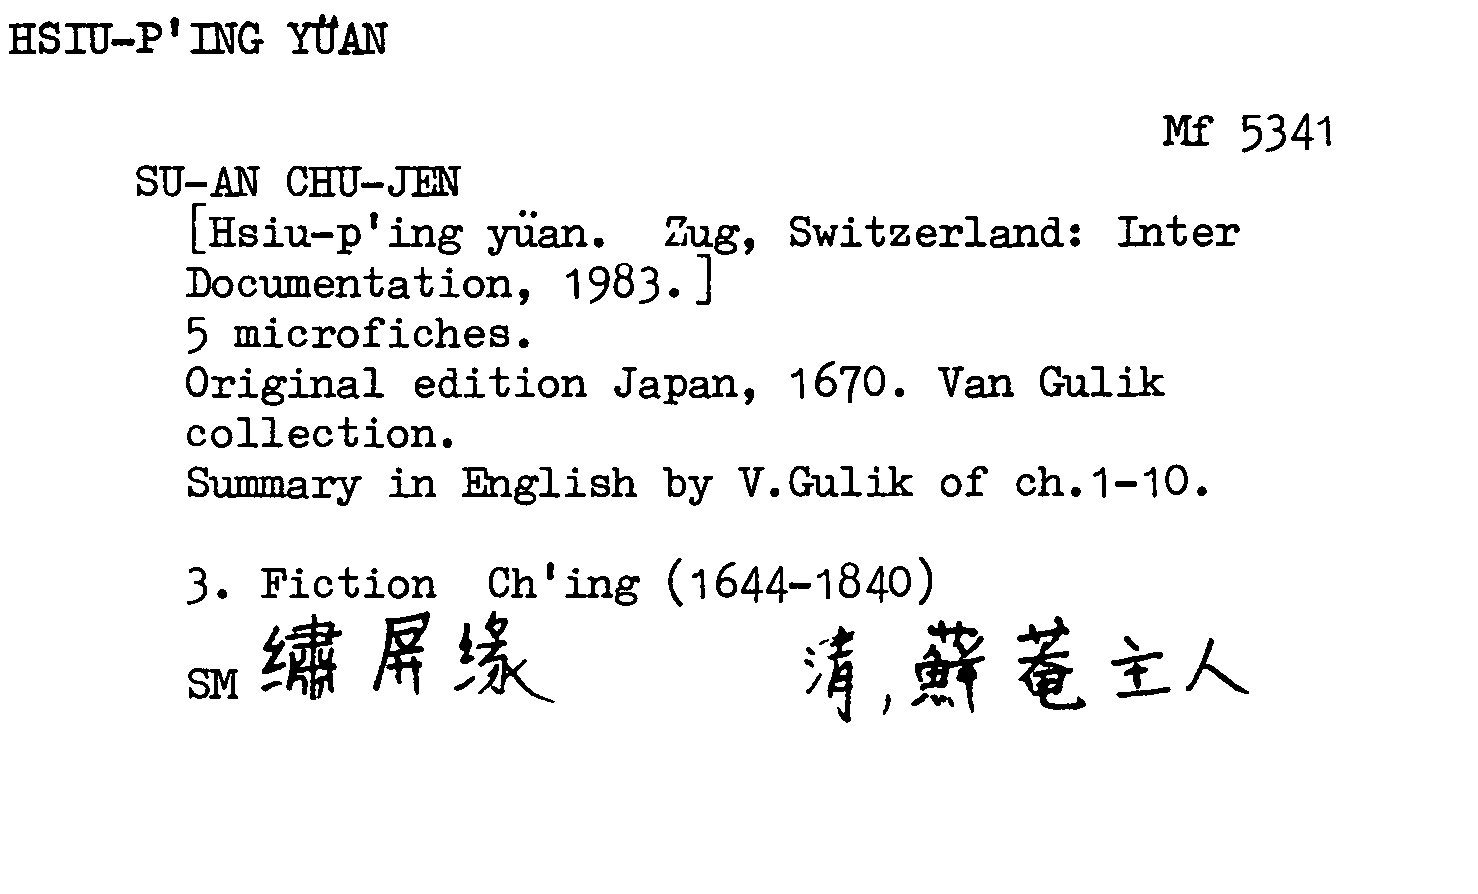 HSIU-P'ING YÜAN
Mf 5341
SU-AN CHU-JEN
[Hsiu-p'ing yüan. Zug, Switzerland: Inter
Documentation, 1983.]
5 microfiches.
Original edition Japan, 1670. Van Gulik
collection.
Summary in English by V.Gulik of ch.1-10.
3. Fiction Ch'ing (1644-1840)
SM 繡屏缘 清,蘇菴主人